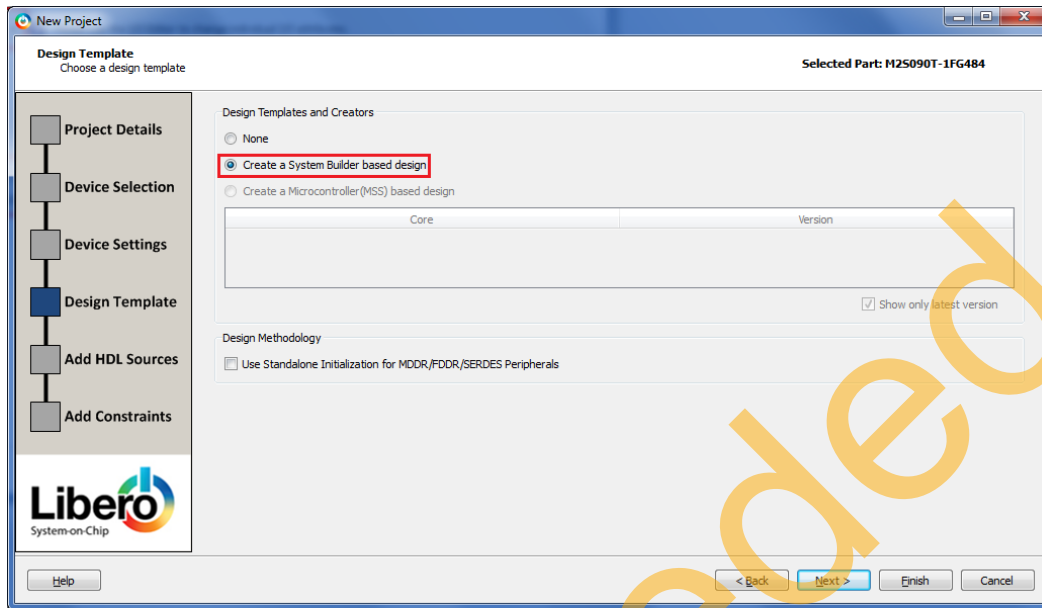 New Project
Design Template
Choose a design template
Selected Part: M2S090T-1FG484
Project Details
Device Selection
Device Settings
Design Template
Add HDL Sources
Add Constraints
Libero
System-on-Chip
Design Templates and Creators
None
Create a System Builder based design
Create a Microcontroller(MSS) based design
Core Version
Show only latest version
Design Methodology
Use Standalone Initialization for MDDR/FDDR/SERDES Peripherals
Help
< Back
Next >
Finish
Cancel
ded